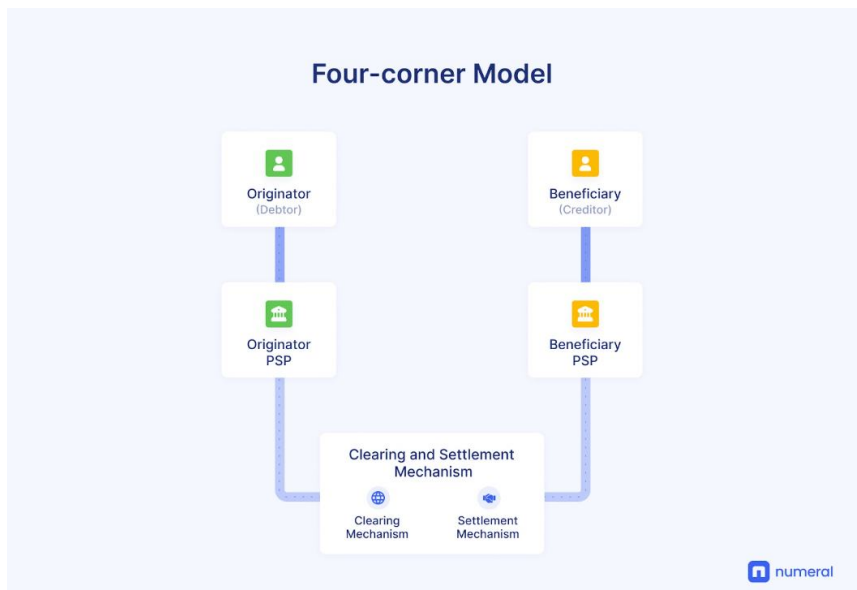 Four-corner Model
Originator
(Debtor)
Beneficiary
(Creditor)
Originator
PSP
Beneficiary
PSP
Clearing and Settlement
Mechanism
Clearing
Mechanism
Settlement
Mechanism
numeral